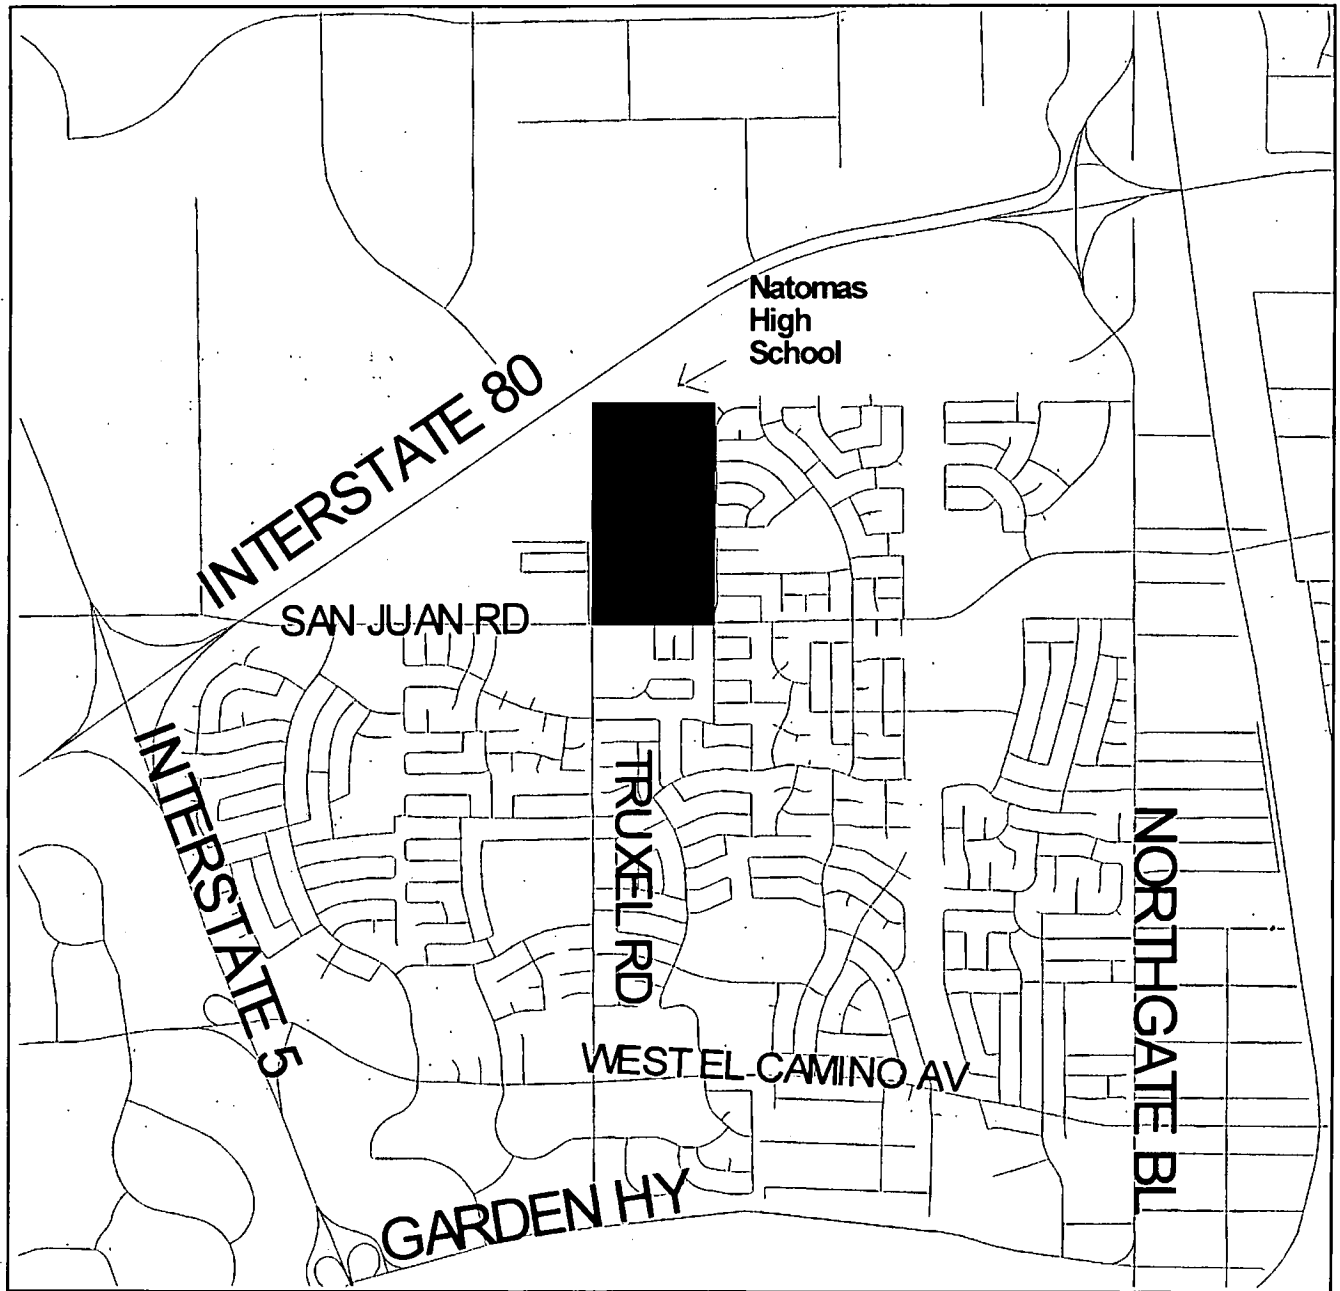 Natomas
High
School
INTERSTATE 80
SAN JUAN RD
INTERSTATE 5
TRUXEL RD
NORTHGATE BL
WEST EL CAMINO AV
GARDEN HY